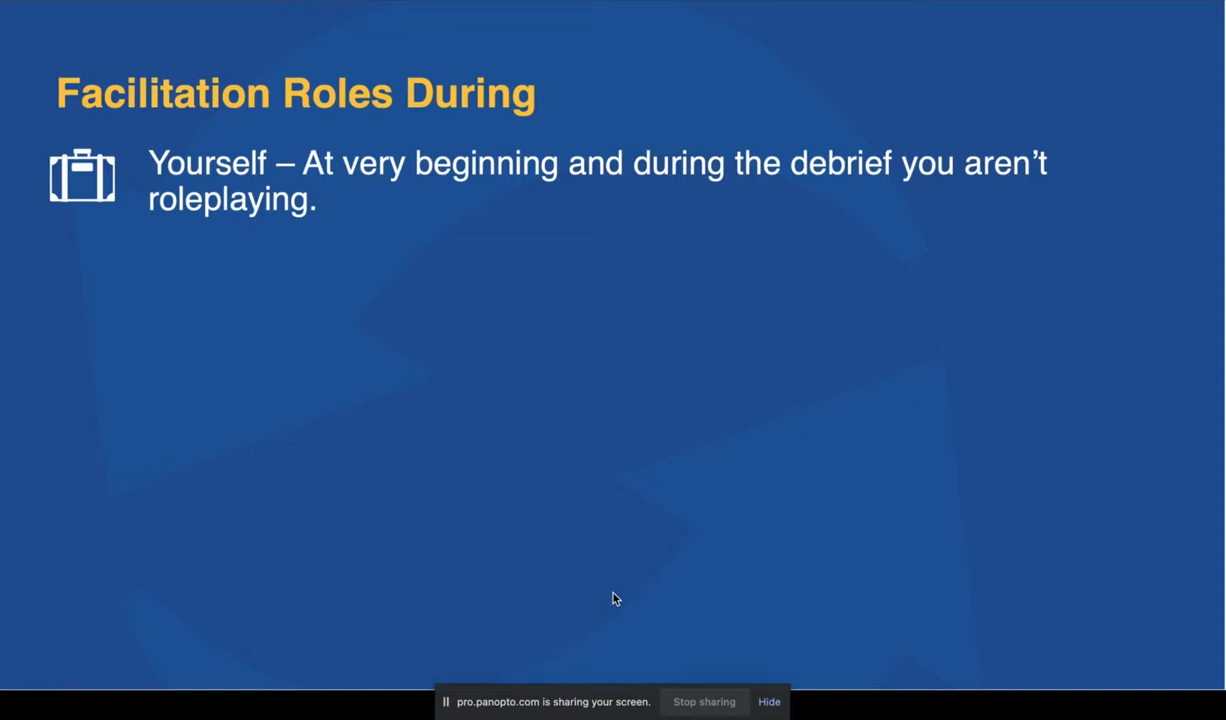 Facilitation Roles During
Yourself – At very beginning and during the debrief you aren’t
roleplaying.
pro.panopto.com is sharing your screen.
Stop sharing
Hide